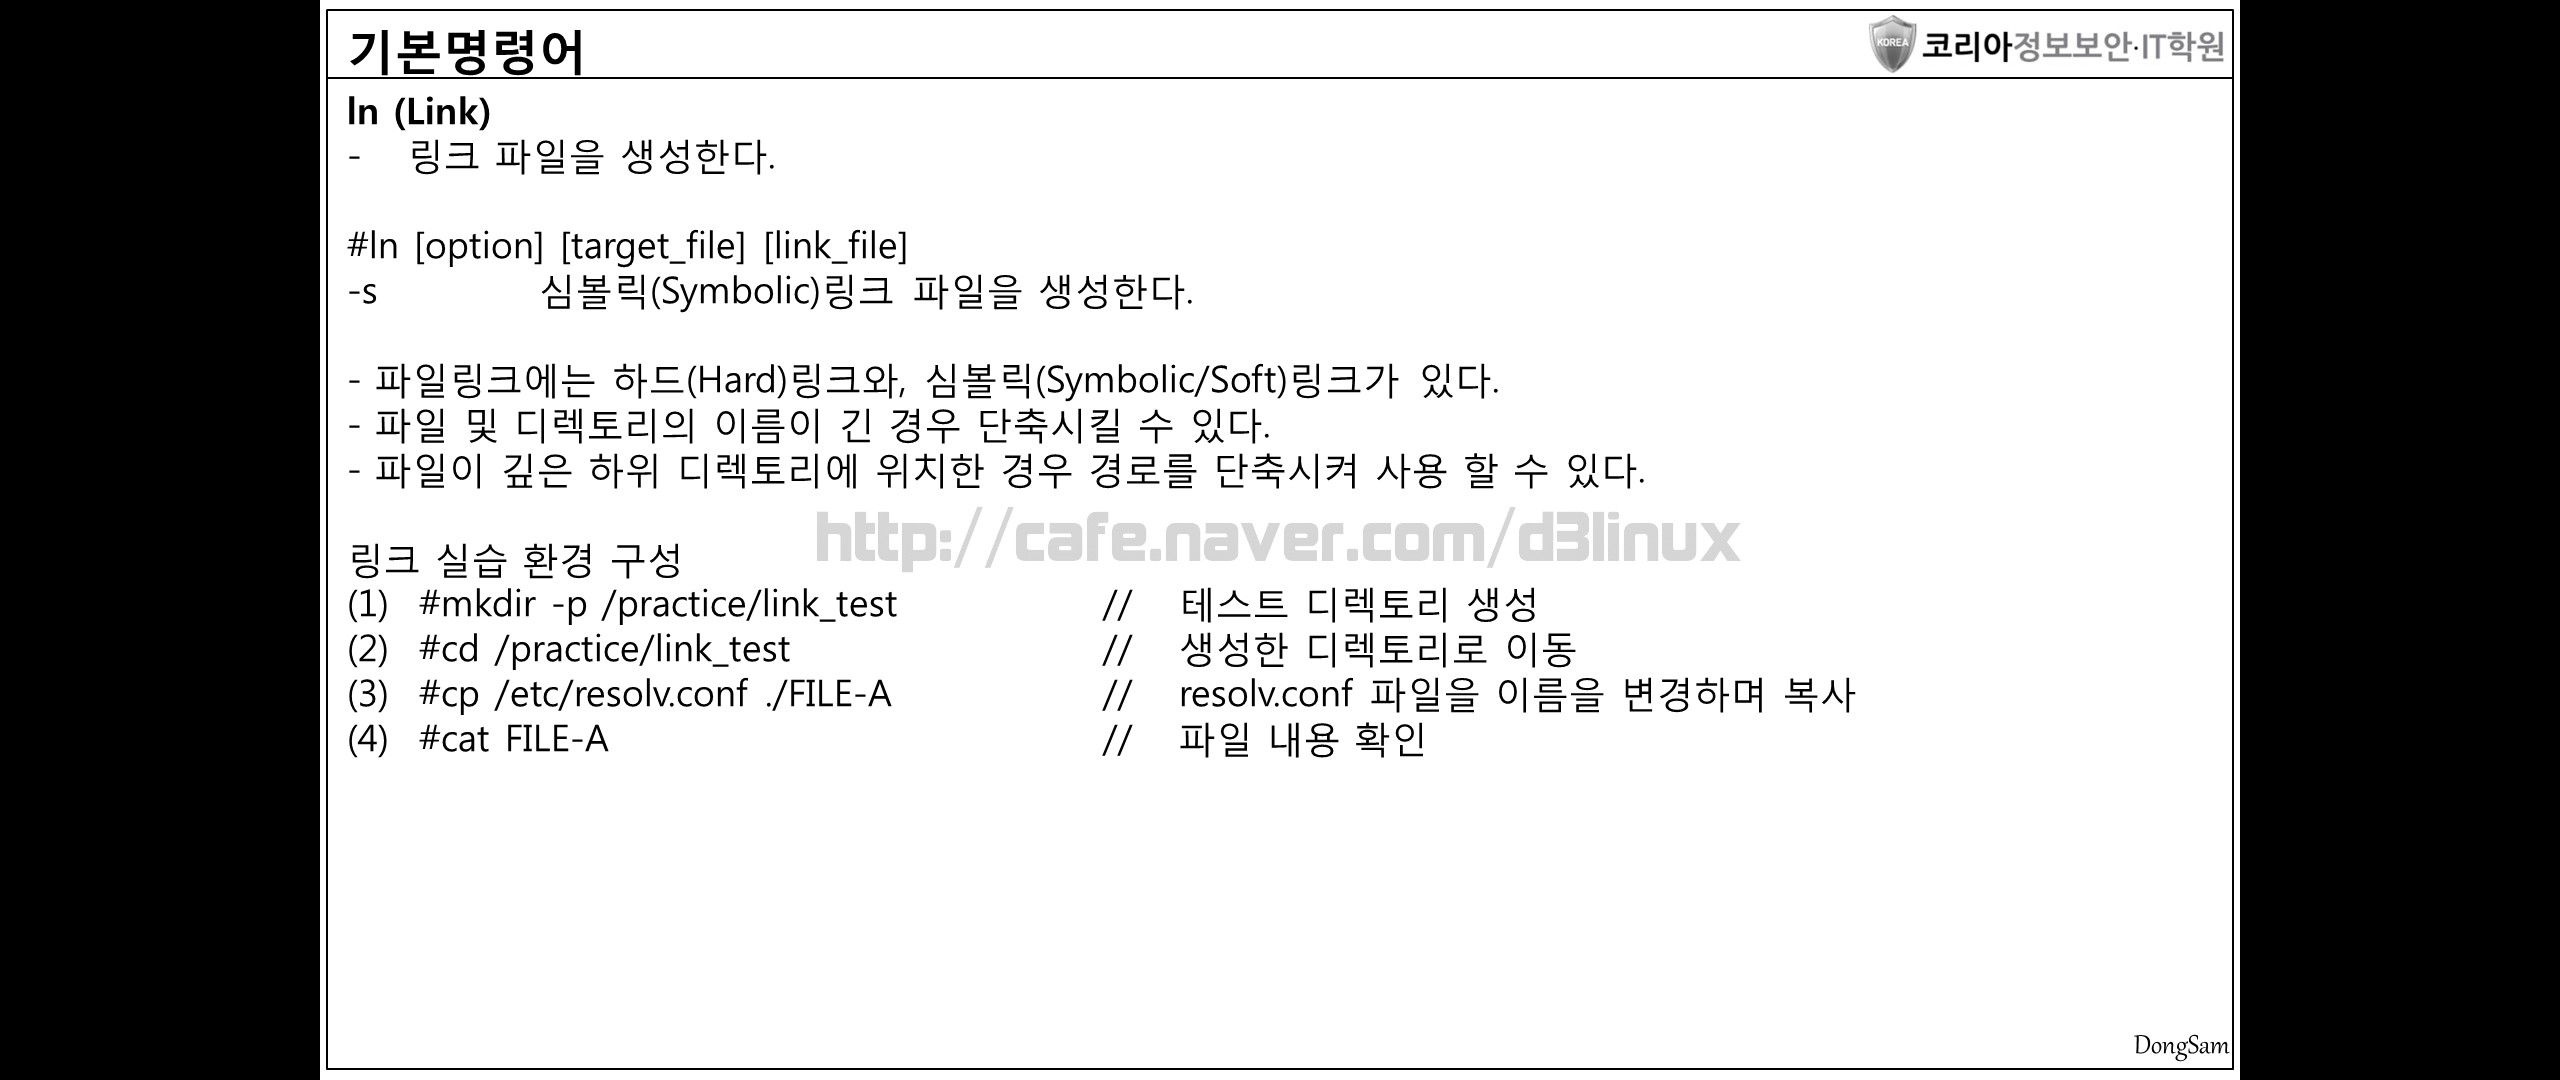 기본명령어
KOREA 코리아정보보안·IT학원
ln (Link)
- 링크 파일을 생성한다.
#ln [option] [target_file] [link_file]
-s 심볼릭(Symbolic)링크 파일을 생성한다.
- 파일링크에는 하드(Hard)링크와, 심볼릭(Symbolic/Soft)링크가 있다.
- 파일 및 디렉토리의 이름이 긴 경우 단축시킬 수 있다.
- 파일이 깊은 하위 디렉토리에 위치한 경우 경로를 단축시켜 사용 할 수 있다.
http://cafe.naver.com/d3linux
링크 실습 환경 구성
(1) #mkdir -p /practice/link_test // 테스트 디렉토리 생성
(2) #cd /practice/link_test // 생성한 디렉토리로 이동
(3) #cp /etc/resolv.conf ./FILE-A // resolv.conf 파일을 이름을 변경하며 복사
(4) #cat FILE-A // 파일 내용 확인
DongSam